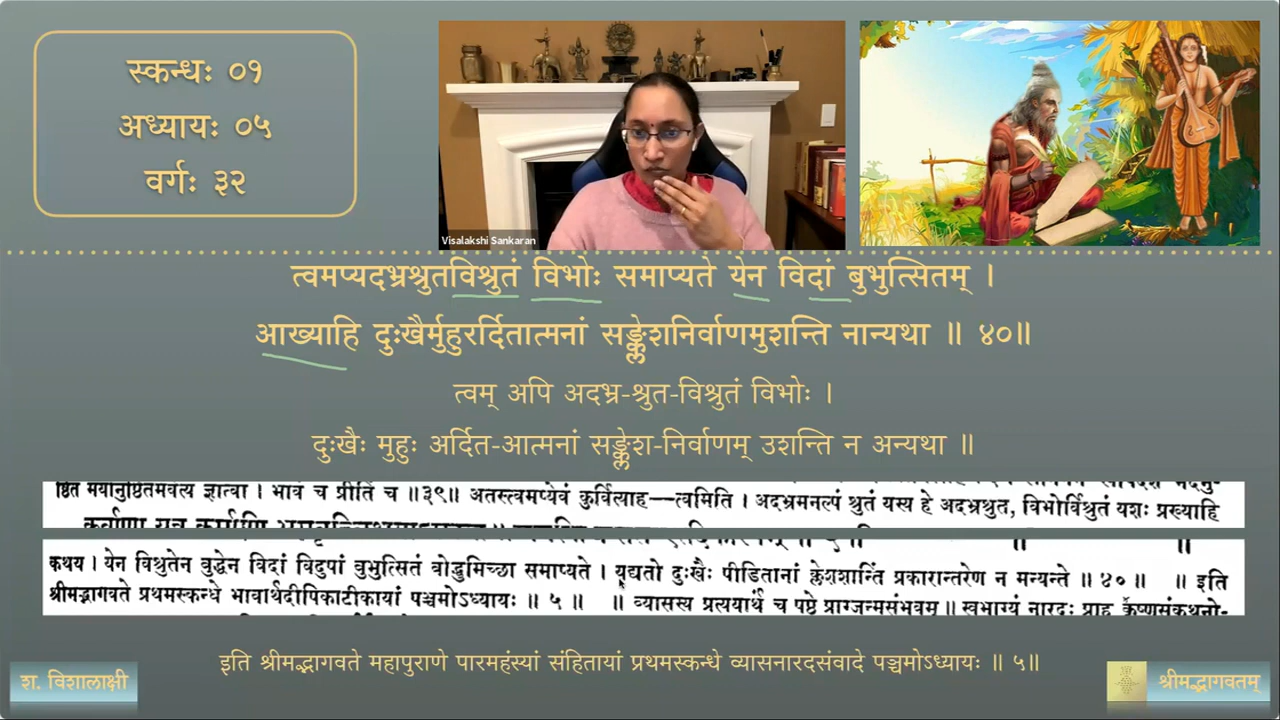 स्कन्धः ०१
अध्यायः ०५
वर्गः ३२
Visalakshi Sankaran
त्वमप्यदभ्रश्रुतविश्रुतं विभोः समाप्यते येन विदां बुभुत्सितम् ।
आख्याहि दुःखैर्मुहुरर्दितात्मनां सङ्क्लेशनिर्वाणमुशन्ति नान्यथा ॥ ४०॥
त्वम् अपि अदभ्र-श्रुत-विश्रुतं विभोः ।
दुःखैः मुहुः अर्दित-आत्मनां सङ्क्लेश-निर्वाणम् उशन्ति न अन्यथा ॥
ष्ठितं मयानुष्ठितमवेत्य ज्ञात्वा । भावं च प्रीतिं च ॥३९॥ अतस्त्वमप्येवं कुर्वित्याह—त्वमिति । अदभ्रमनल्पं श्रुतं यस्य हे अदभ्रश्रुत, विभोर्विश्रुतं यशः प्रख्याहि
कथय । येन विश्रुतेन बुद्धेन विदां विदुषां बुभुत्सितं बोद्धुमिच्छा समाप्यते । यद्यतो दुःखैः पीडितानां क्लेशशान्तिं प्रकारान्तरेण न मन्यन्ते ॥ ४० ॥ ॥ इति
श्रीमद्भागवते प्रथमस्कन्धे भावार्थदीपिकाटीकायां पञ्चमोऽध्यायः ॥ ५ ॥ ॥ व्यासस्य प्रत्ययार्थं च षष्ठे प्राग्जन्मसंभवम् ॥ स्वभाग्यं नारदः प्राह कृष्णसंकथनो-
इति श्रीमद्भागवते महापुराणे पारमहंस्यां संहितायां प्रथमस्कन्धे व्यासनारदसंवादे पञ्चमोऽध्यायः ॥ ५॥
श. विशालाक्षी
श्रीमद्भागवतम्